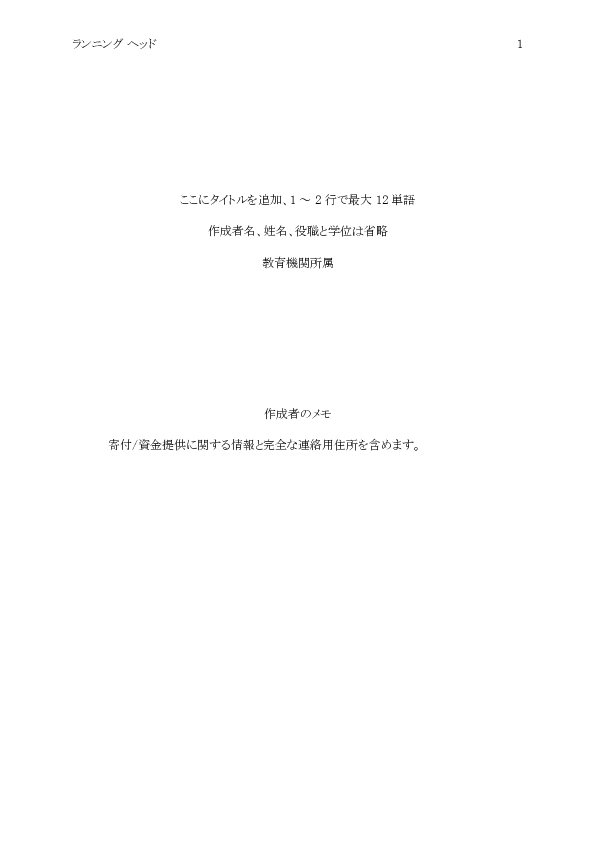 ランニング ヘッド 1
ここにタイトルを追加、1 ～ 2 行で最大 12 単語
作成者名、姓名、役職と学位は省略
教育機関所属
作成者のメモ
寄付/資金提供に関する情報と完全な連絡用住所を含めます。